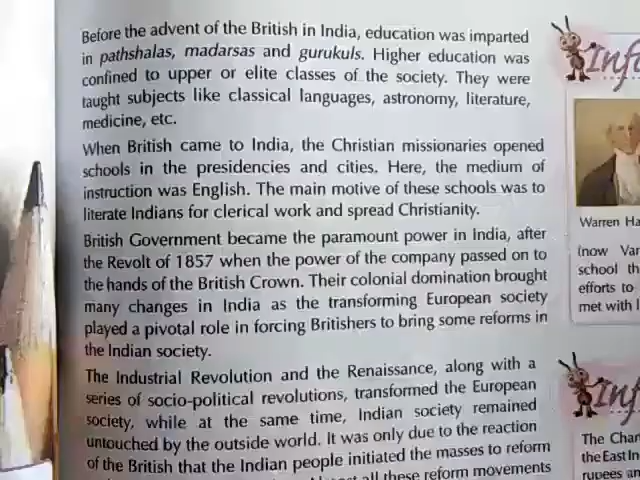 Before the advent of the British in India, education was imparted
in pathshalas, madarsas and gurukuls. Higher education was
confined to upper or elite classes of the society. They were
taught subjects like classical languages, astronomy, literature,
medicine, etc.
When British came to India, the Christian missionaries opened
schools in the presidencies and cities. Here, the medium of
instruction was English. The main motive of these schools was to
literate Indians for clerical work and spread Christianity.
British Government became the paramount power in India, after
the Revolt of 1857 when the power of the company passed on to
the hands of the British Crown. Their colonial domination brought
many changes in India as the transforming European society
played a pivotal role in forcing Britishers to bring some reforms in
the Indian society.
The Industrial Revolution and the Renaissance, along with a
series of socio-political revolutions, transformed the European
society, while at the same time, Indian society remained
untouched by the outside world. It was only due to the reaction
of the British that the Indian people initiated the masses to reform
all these reform movements
Warren
(now
school
efforts to
met with
The
the East
rupees